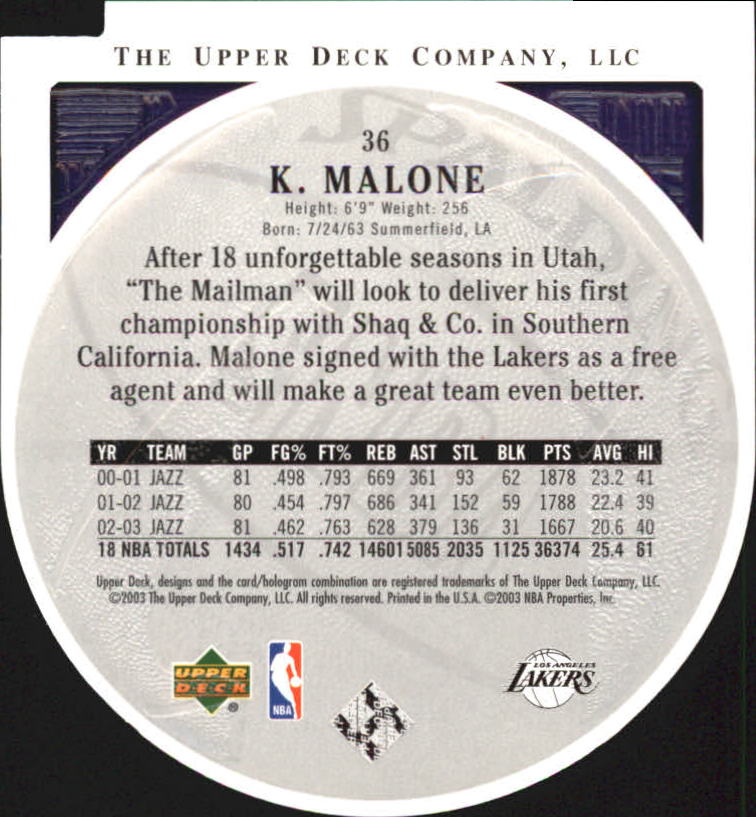 THE UPPER DECK COMPANY, LLC
36
K. MALONE
Height: 6'9" Weight: 256
Born: 7/24/63 Summerfield, LA
After 18 unforgettable seasons in Utah,
“The Mailman” will look to deliver his first
championship with Shaq & Co. in Southern
California. Malone signed with the Lakers as a free
agent and will make a great team even better.
YR TEAM GP FG% FT% REB AST STL BLK PTS AVG HI
00-01 JAZZ 81 .498 .793 669 361 93 62 1878 23.2 41
01-02 JAZZ 80 .454 .797 686 341 152 59 1788 22.4 39
02-03 JAZZ 81 .462 .763 628 379 136 31 1667 20.6 40
18 NBA TOTALS 1434 .517 .742 14601 5085 2035 1125 36374 25.4 61
Upper Deck, designs and the card/hologram combination are registered trademarks of The Upper Deck Company, LLC.
©2003 The Upper Deck Company, LLC. All rights reserved. Printed in the U.S.A. ©2003 NBA Properties, Inc.
UPPER
DECK
®
NBA
LOS ANGELES
LAKERS